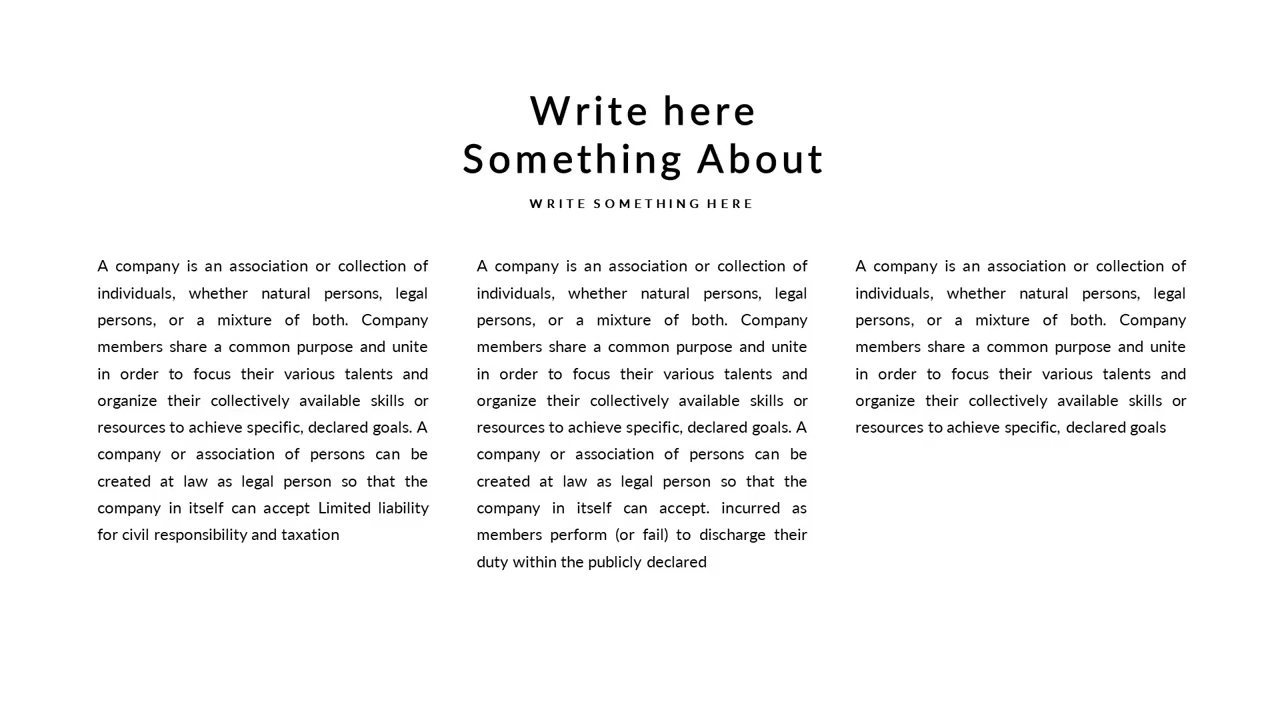 Write here
Something About
WRITE SOMETHING HERE
A company is an association or collection of
individuals, whether natural persons, legal
persons, or a mixture of both. Company
members share a common purpose and unite
in order to focus their various talents and
organize their collectively available skills or
resources to achieve specific, declared goals. A
company or association of persons can be
created at law as legal person so that the
company in itself can accept Limited liability
for civil responsibility and taxation
A company is an association or collection of
individuals, whether natural persons, legal
persons, or a mixture of both. Company
members share a common purpose and unite
in order to focus their various talents and
organize their collectively available skills or
resources to achieve specific, declared goals. A
company or association of persons can be
created at law as legal person so that the
company in itself can accept. incurred as
members perform (or fail) to discharge their
duty within the publicly declared
A company is an association or collection of
individuals, whether natural persons, legal
persons, or a mixture of both. Company
members share a common purpose and unite
in order to focus their various talents and
organize their collectively available skills or
resources to achieve specific, declared goals